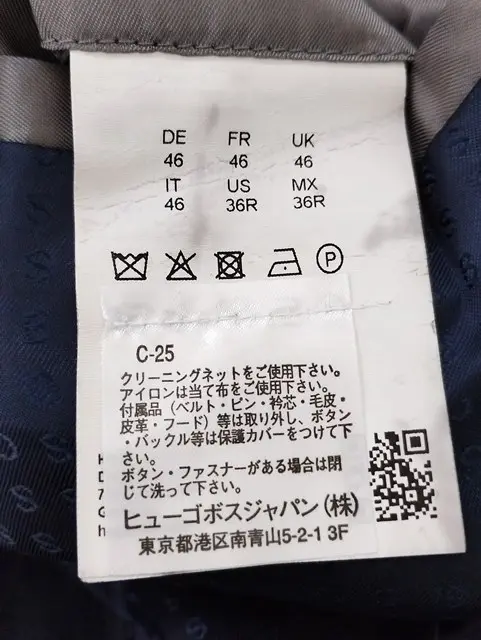 DE FR UK
46 46 46
IT US MX
46 36R 36R
P
C-25
クリーニングネットをご使用下さい。
アイロンは当て布をご使用下さい。
付属品（ベルト・ピン・衿芯・毛皮・
皮革・フード）等は取り外し、ボタン
・バックル等は保護カバーをつけて下
さい。
ボタン・ファスナーがある場合は閉
じて洗って下さい。
ヒューゴボスジャパン(株)
東京都港区南青山5-2-1 3F
H
D
7
G
h